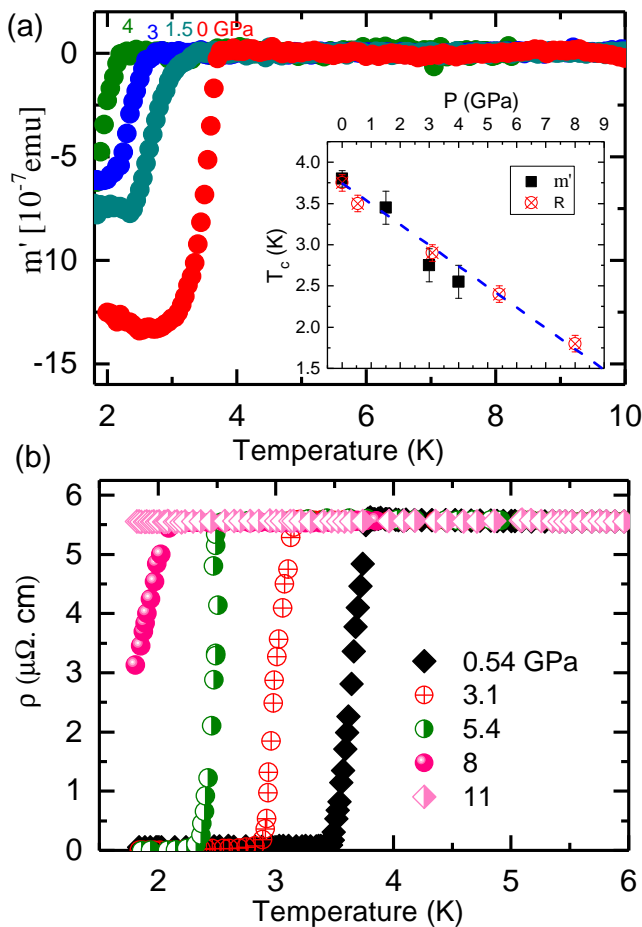 (a)
4 3 1.5 0 GPa
0
-5
-10
-15
m' [10⁻⁷emu]
2 4 6 8 10
Temperature (K)
P (GPa)
0 1 2 3 4 5 6 7 8 9
4.0
3.5
3.0
2.5
2.0
1.5
T_c (K)
m'
R
(b)
6
5
4
3
2
1
0
ρ (μΩ. cm)
0.54 GPa
3.1
5.4
8
11
2 3 4 5 6
Temperature (K)